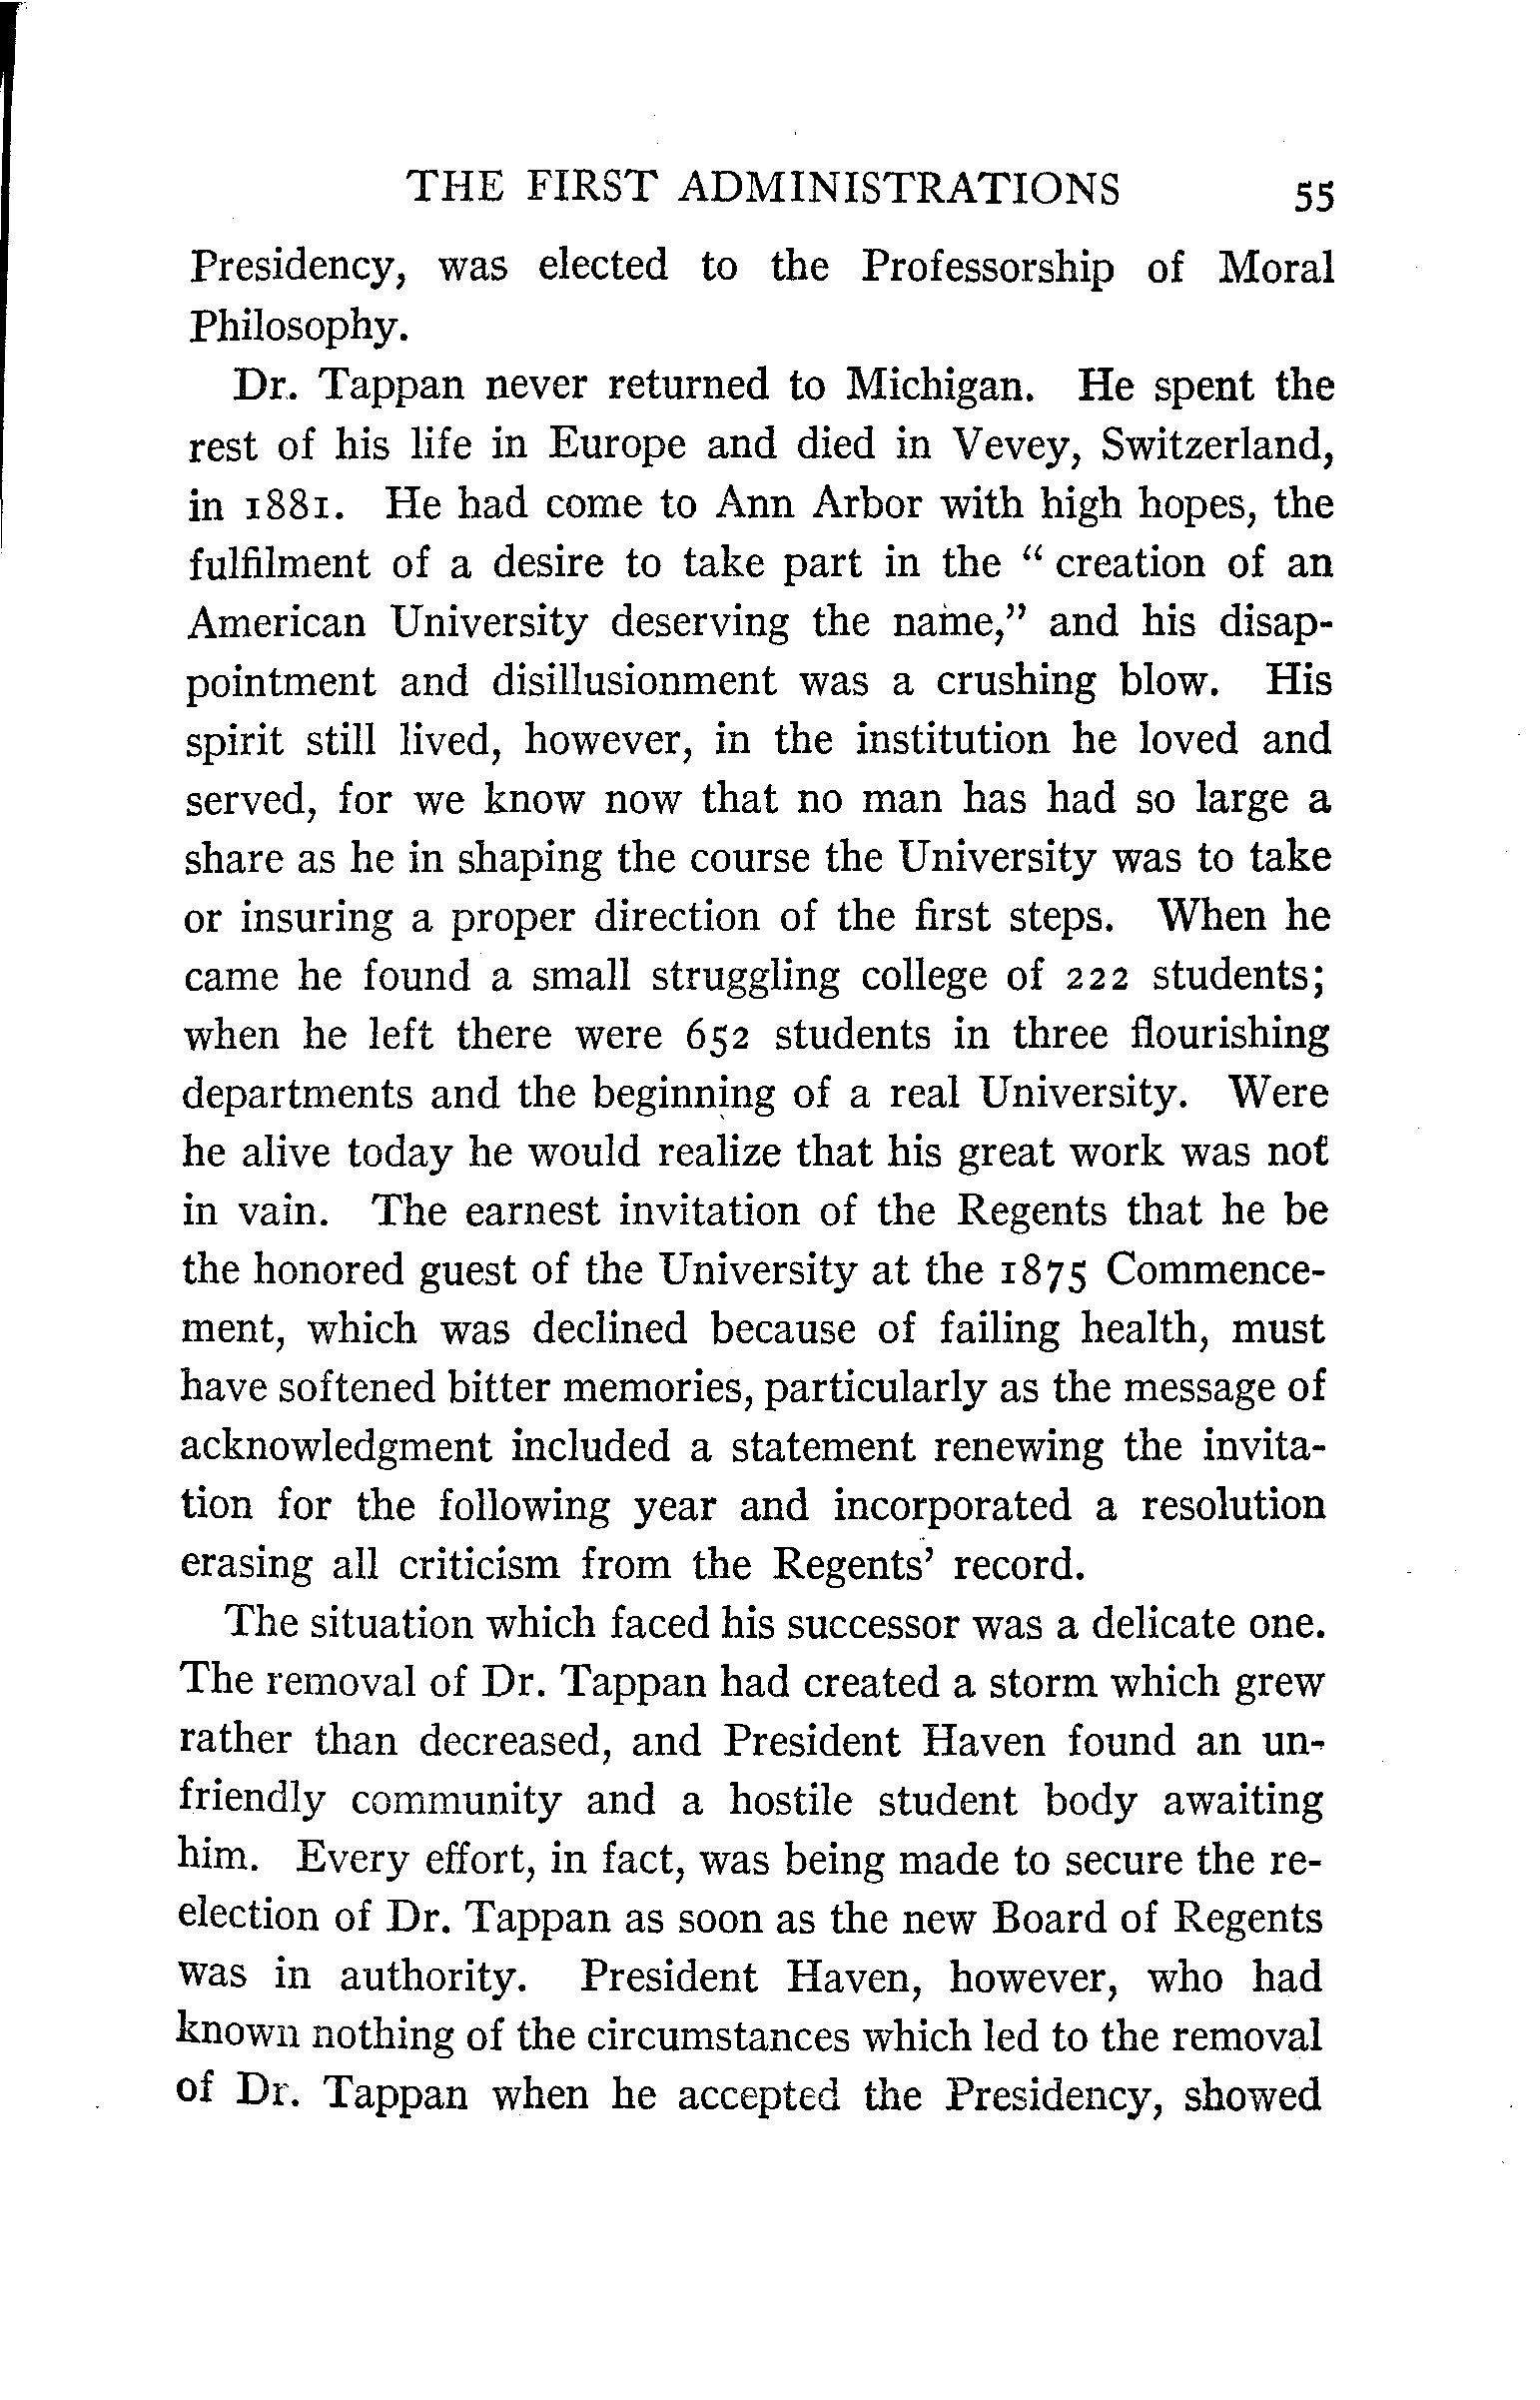 THE FIRST ADMINISTRATIONS 55
Presidency, was elected to the Professorship of Moral
Philosophy.
Dr. Tappan never returned to Michigan. He spent the
rest of his life in Europe and died in Vevey, Switzerland,
in 1881. He had come to Ann Arbor with high hopes, the
fulfilment of a desire to take part in the " creation of an
American University deserving the name," and his disap-
pointment and disillusionment was a crushing blow. His
spirit still lived, however, in the institution he loved and
served, for we know now that no man has had so large a
share as he in shaping the course the University was to take
or insuring a proper direction of the first steps. When he
came he found a small struggling college of 222 students;
when he left there were 652 students in three flourishing
departments and the beginning of a real University. Were
he alive today he would realize that his great work was not
in vain. The earnest invitation of the Regents that he be
the honored guest of the University at the 1875 Commence-
ment, which was declined because of failing health, must
have softened bitter memories, particularly as the message of
acknowledgment included a statement renewing the invita-
tion for the following year and incorporated a resolution
erasing all criticism from the Regents' record.
The situation which faced his successor was a delicate one.
The removal of Dr. Tappan had created a storm which grew
rather than decreased, and President Haven found an un-
friendly community and a hostile student body awaiting
him. Every effort, in fact, was being made to secure the re-
election of Dr. Tappan as soon as the new Board of Regents
was in authority. President Haven, however, who had
known nothing of the circumstances which led to the removal
of Dr. Tappan when he accepted the Presidency, showed